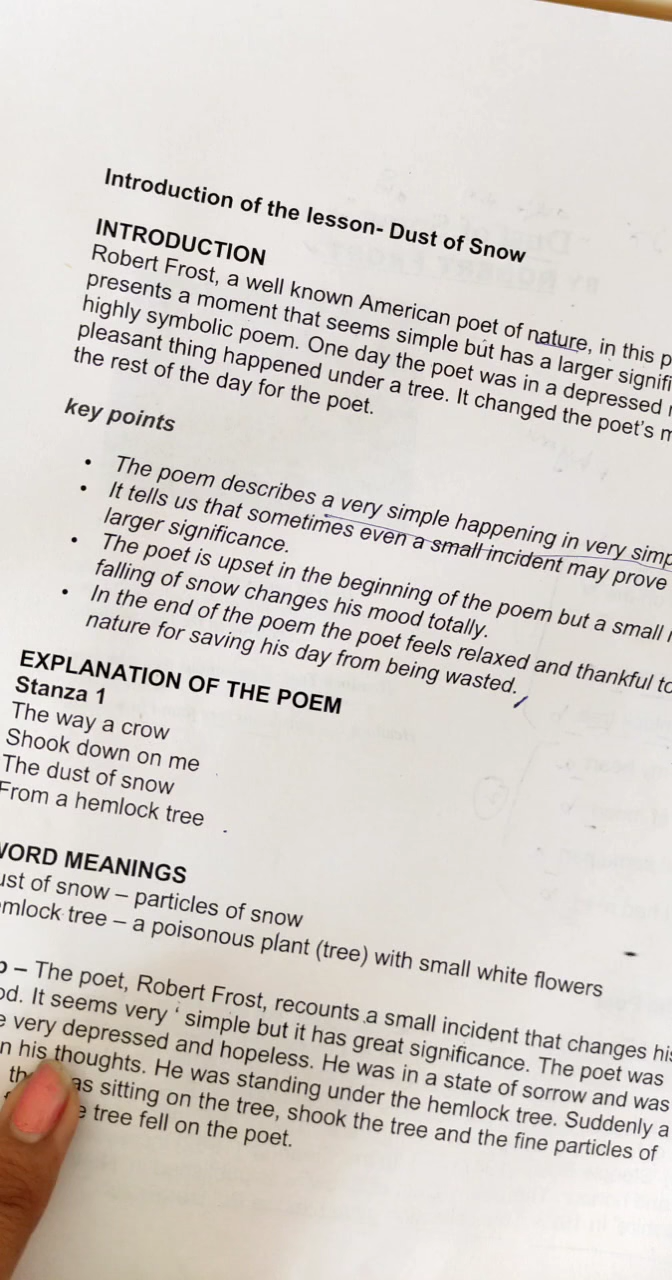 Introduction of the lesson- Dust of Snow
INTRODUCTION
Robert Frost, a well known American poet of nature, in this p
presents a moment that seems simple but has a larger signifi
highly symbolic poem. One day the poet was in a depressed
pleasant thing happened under a tree. It changed the poet's m
the rest of the day for the poet.
key points
• The poem describes a very simple happening in very simp
• It tells us that sometimes even a small incident may prove
larger significance.
• The poet is upset in the beginning of the poem but a small
falling of snow changes his mood totally.
• In the end of the poem the poet feels relaxed and thankful to
nature for saving his day from being wasted.
EXPLANATION OF THE POEM
Stanza 1
The way a crow
Shook down on me
The dust of snow
From a hemlock tree
WORD MEANINGS
ust of snow – particles of snow
emlock tree – a poisonous plant (tree) with small white flowers
– The poet, Robert Frost, recounts a small incident that changes his
od. It seems very ‘ simple but it has great significance. The poet was
e very depressed and hopeless. He was in a state of sorrow and was
n his thoughts. He was standing under the hemlock tree. Suddenly a
th as sitting on the tree, shook the tree and the fine particles of
e tree fell on the poet.